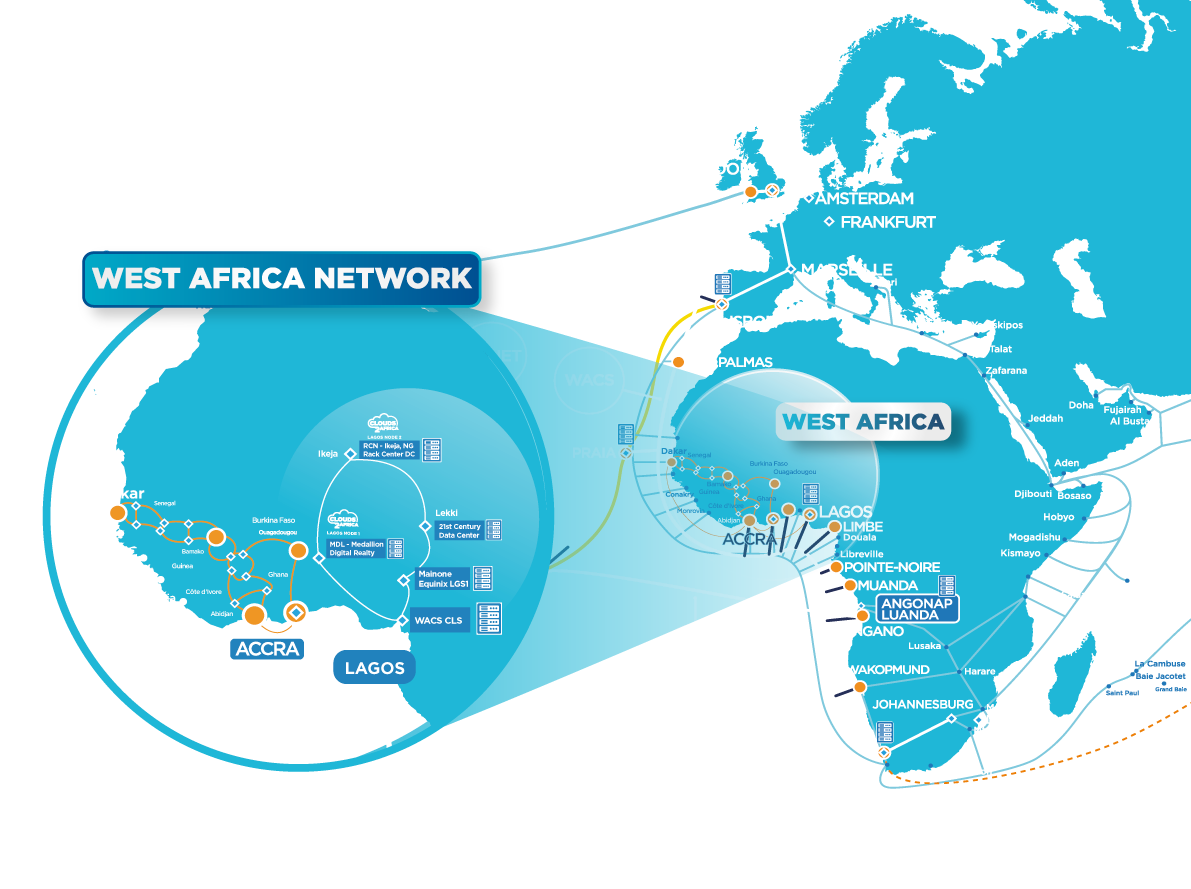 AMSTERDAM
FRANKFURT
MARSEILLE
WEST AFRICA NETWORK
PALMAS
Talat
Zafarana
WACS
Doha
Fujairah
Al Busta
Jeddah
WEST AFRICA
CLOUDS
2AFRICA
LAGOS NODE 2
RCN - Ikeja, NG
Rack Center DC
Ikeja
PRAIA
Dakar
Senegal
Burkina Faso
Ouagadougou
Bamako
Guinea
Conakry
Ghana
Côte d'Ivore
Monrovia
Abidjan
ACCRA
LAGOS
LIMBE
Douala
Libreville
POINTE-NOIRE
MUANDA
ANGONAP
LUANDA
NGANO
Aden
Djibouti
Bosaso
Hobyo
Mogadishu
Kismayo
kar
Senegal
Burkina Faso
Ouagadougou
Bamako
Guinea
Ghana
Côte d'Ivore
Abidjan
ACCRA
CLOUDS
2AFRICA
LAGOS NODE 1
MDL - Medallion
Digital Realty
Lekki
21st Century
Data Center
Mainone
Equinix LGS1
WACS CLS
LAGOS
Lusaka
WAKOPMUND
Harare
JOHANNESBURG
La Cambuse
Baie Jacotet
Grand Baie
Saint Paul